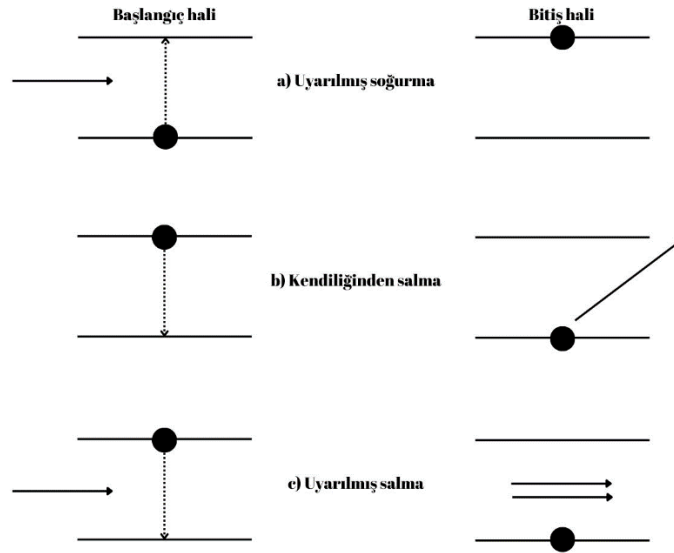 Başlangıç hali
Bitiş hali
a) Uyarılmış soğurma
b) Kendiliğinden salma
c) Uyarılmış salma